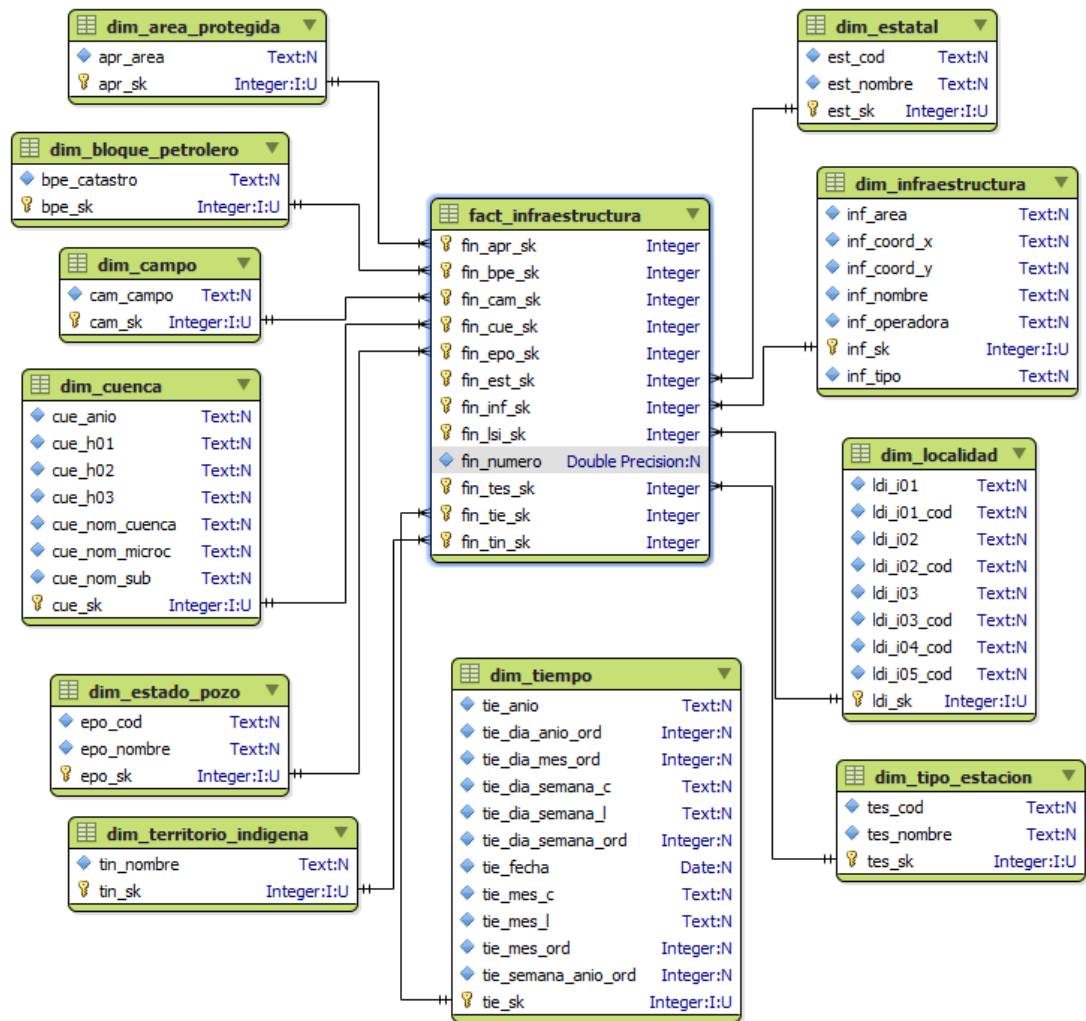 dim_area_protegida
apr_area Text:N
apr_sk Integer:I:U
dim_bloque_petrolero
bpe_catastro Text:N
bpe_sk Integer:I:U
dim_campo
cam_campo Text:N
cam_sk Integer:I:U
dim_cuenca
cue_anio Text:N
cue_h01 Text:N
cue_h02 Text:N
cue_h03 Text:N
cue_nom_cuenca Text:N
cue_nom_microc Text:N
cue_nom_sub Text:N
cue_sk Integer:I:U
dim_estado_pozo
epo_cod Text:N
epo_nombre Text:N
epo_sk Integer:I:U
dim_territorio_indigena
tin_nombre Text:N
tin_sk Integer:I:U
fact_infraestructura
fin_apr_sk Integer
fin_bpe_sk Integer
fin_cam_sk Integer
fin_cue_sk Integer
fin_epo_sk Integer
fin_est_sk Integer
fin_inf_sk Integer
fin_lsi_sk Integer
fin_numero Double Precision:N
fin_tes_sk Integer
fin_tie_sk Integer
fin_tin_sk Integer
dim_tiempo
tie_anio Text:N
tie_dia_anio_ord Integer:N
tie_dia_mes_ord Integer:N
tie_dia_semana_c Text:N
tie_dia_semana_l Text:N
tie_dia_semana_ord Integer:N
tie_fecha Date:N
tie_mes_c Text:N
tie_mes_l Text:N
tie_mes_ord Integer:N
tie_semana_anio_ord Integer:N
tie_sk Integer:I:U
dim_estatal
est_cod Text:N
est_nombre Text:N
est_sk Integer:I:U
dim_infraestructura
inf_area Text:N
inf_coord_x Text:N
inf_coord_y Text:N
inf_nombre Text:N
inf_operadora Text:N
inf_sk Integer:I:U
inf_tipo Text:N
dim_localidad
ldi_i01 Text:N
ldi_i01_cod Text:N
ldi_i02 Text:N
ldi_i02_cod Text:N
ldi_i03 Text:N
ldi_i03_cod Text:N
ldi_i04_cod Text:N
ldi_i05_cod Text:N
ldi_sk Integer:I:U
dim_tipo_estacion
tes_cod Text:N
tes_nombre Text:N
tes_sk Integer:I:U